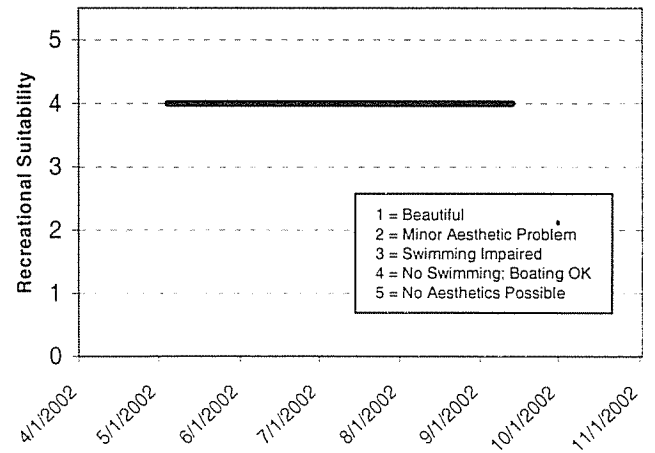 Recreational Suitability
5
4
3
2
1
0
1 = Beautiful
2 = Minor Aesthetic Problem
3 = Swimming Impaired
4 = No Swimming; Boating OK
5 = No Aesthetics Possible
4/1/2002
5/1/2002
6/1/2002
7/1/2002
8/1/2002
9/1/2002
10/1/2002
11/1/2002